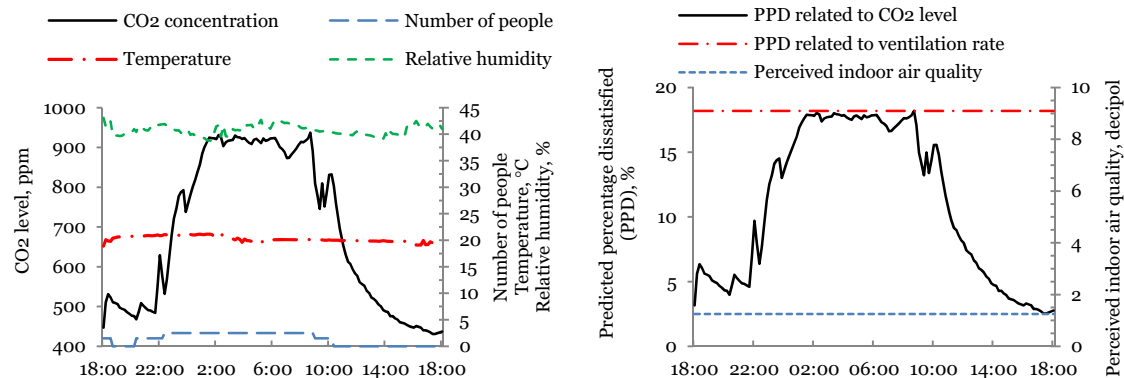 CO2 concentration
Number of people
Temperature
Relative humidity
CO2 level, ppm
1000
900
800
700
600
500
400
45
40
35
30
25
20
15
10
5
0
Number of people
Temperature, °C
Relative humidity, %
18:00 22:00 2:00 6:00 10:00 14:00 18:00
PPD related to CO2 level
PPD related to ventilation rate
Perceived indoor air quality
Predicted percentage dissatisfied
(PPD), %
20
15
10
5
0
10
8
6
4
2
0
Perceived indoor air quality, decipol
18:00 22:00 02:00 06:00 10:00 14:00 18:00